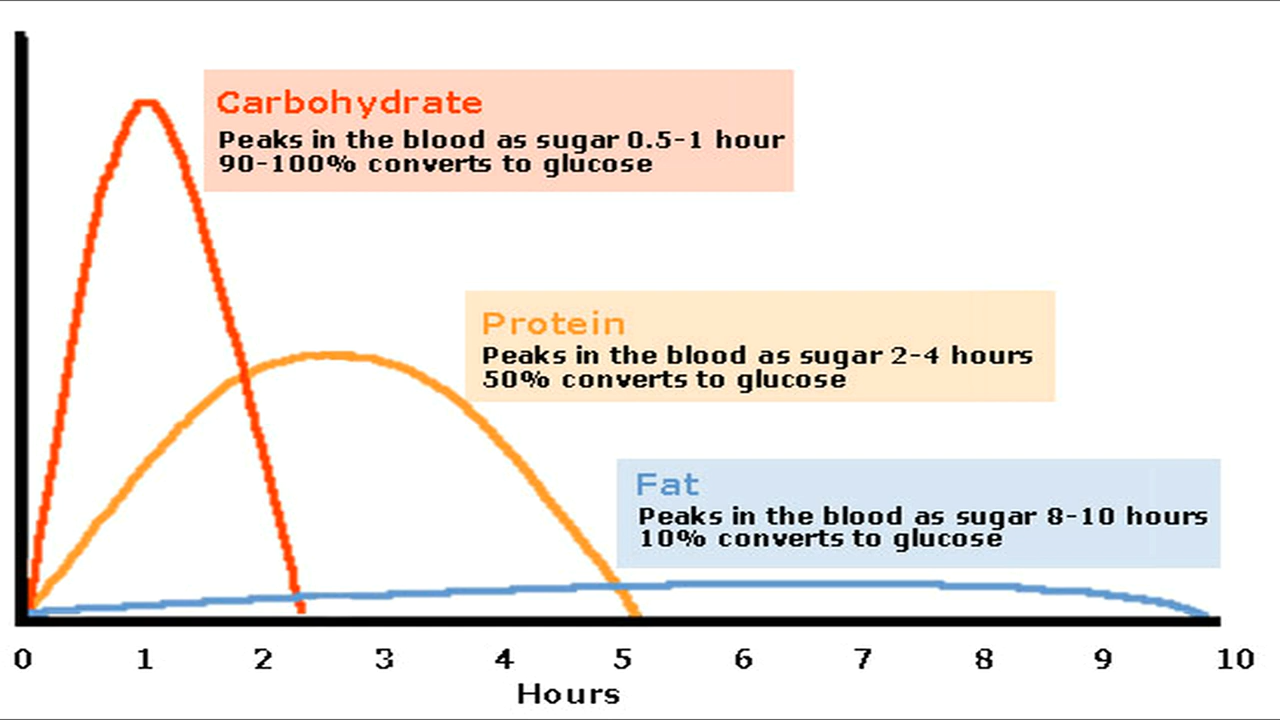 Carbohydrate
Peaks in the blood as sugar 0.5-1 hour
90-100% converts to glucose
Protein
Peaks in the blood as sugar 2-4 hours
50% converts to glucose
Fat
Peaks in the blood as sugar 8-10 hours
10% converts to glucose
0 1 2 3 4 5 6 7 8 9 10
Hours